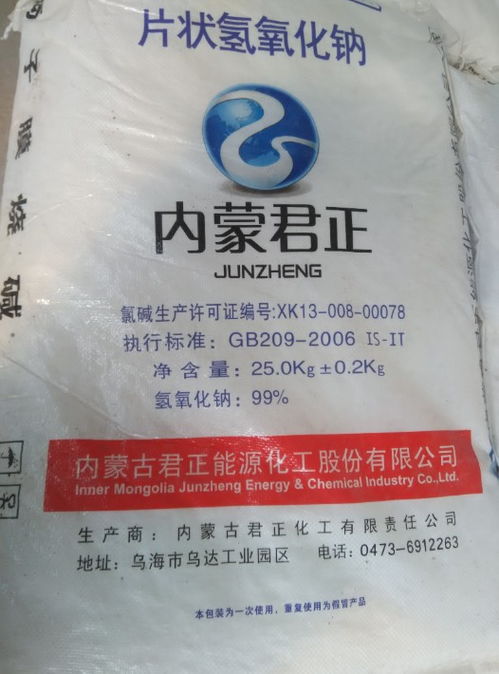 片状氢氧化钠
内蒙君正
JUNZHENG
氯碱生产许可证编号:XK13-008-00078
执行标准：GB209-2006 IS-IT
净含量：25.0Kg±0.2Kg
氢氧化钠：99%
内蒙古君正能源化工股份有限公司
Inner Mongolia Junzheng Energy & Chemical Industry Co.,Ltd.
生产商：内蒙古君正化工有限责任公司
地址：乌海市乌达工业园区 电话：0473-6912263
本包装为一次使用，重复使用为假冒产品
子膜烧碱